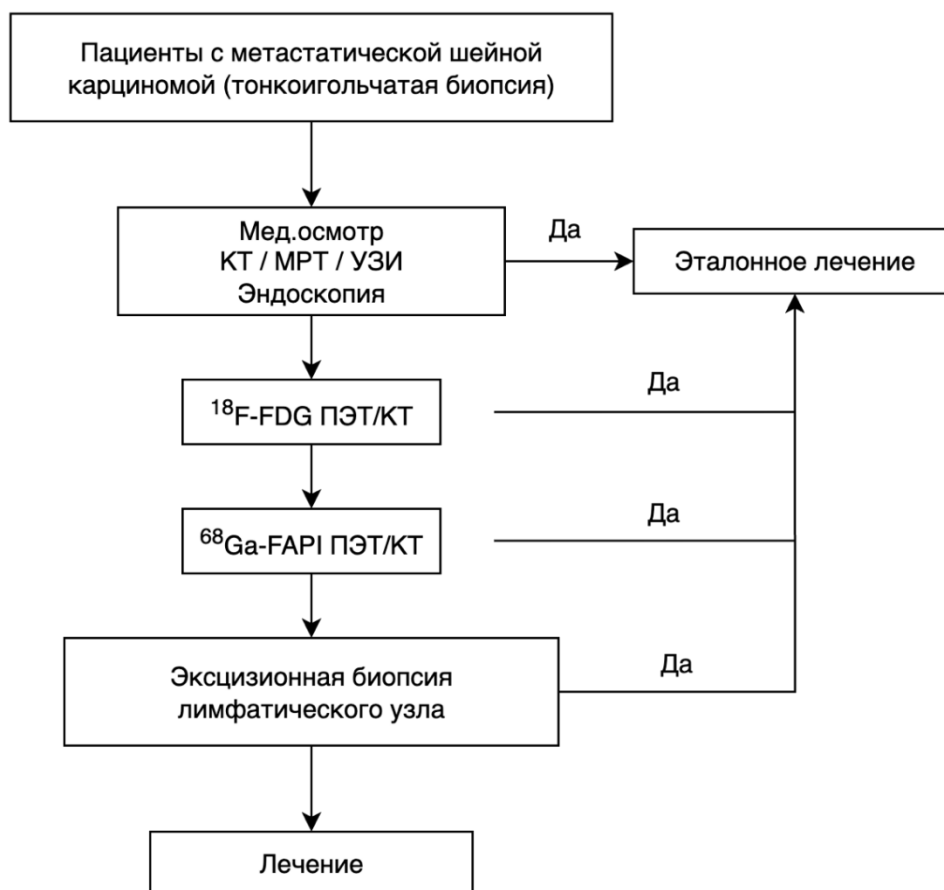 Пациенты с метастатической шейной
карциномой (тонкоигольчатая биопсия)
Мед.осмотр
КТ / МРТ / УЗИ
Эндоскопия
Да
Эталонное лечение
¹⁸F-FDG ПЭТ/КТ
Да
⁶⁸Ga-FAPI ПЭТ/КТ
Да
Эксцизионная биопсия
лимфатического узла
Да
Лечение